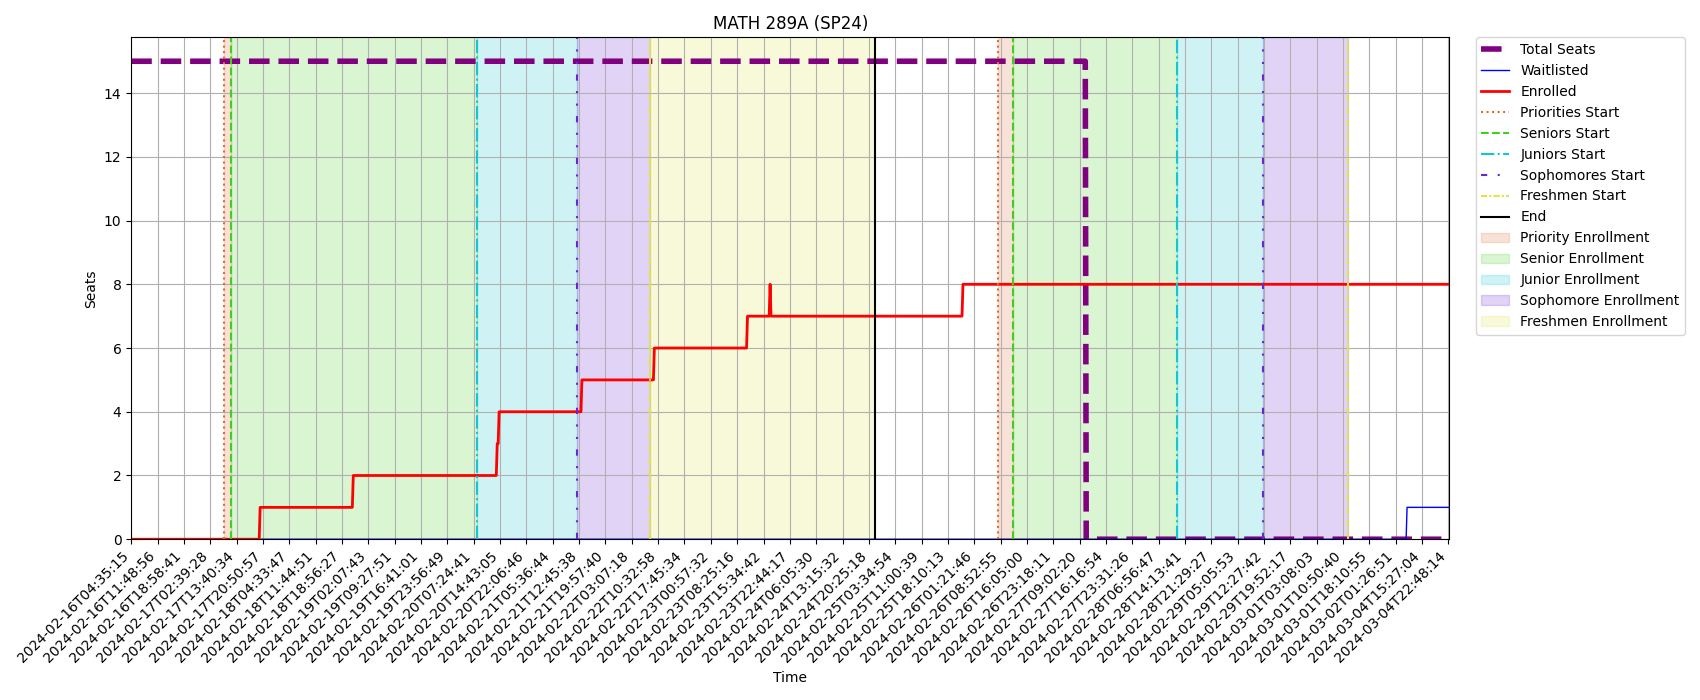 MATH 289A (SP24)
Seats
14
12
10
8
6
4
2
0
2024-02-16T04:35:15
2024-02-16T11:48:56
2024-02-16T18:58:41
2024-02-17T02:39:28
2024-02-17T13:40:34
2024-02-17T20:50:57
2024-02-18T04:33:47
2024-02-18T11:44:51
2024-02-18T18:56:27
2024-02-19T02:07:43
2024-02-19T09:27:51
2024-02-19T16:41:01
2024-02-19T23:56:49
2024-02-20T07:24:41
2024-02-20T14:43:05
2024-02-20T22:06:46
2024-02-21T05:36:44
2024-02-21T12:45:38
2024-02-21T19:57:40
2024-02-22T03:07:18
2024-02-22T10:32:58
2024-02-22T17:45:34
2024-02-23T00:57:32
2024-02-23T08:25:16
2024-02-23T15:34:42
2024-02-23T22:44:17
2024-02-24T06:05:30
2024-02-24T13:15:32
2024-02-24T20:25:18
2024-02-25T03:34:54
2024-02-25T11:00:39
2024-02-25T18:10:13
2024-02-26T01:21:46
2024-02-26T08:52:55
2024-02-26T16:05:00
2024-02-26T23:18:11
2024-02-27T09:02:20
2024-02-27T16:16:54
2024-02-27T23:31:26
2024-02-28T06:56:47
2024-02-28T14:13:41
2024-02-28T21:29:27
2024-02-29T05:05:53
2024-02-29T12:27:42
2024-02-29T19:52:17
2024-03-01T03:08:03
2024-03-01T10:50:40
2024-03-01T18:10:55
2024-03-02T01:26:51
2024-03-04T15:27:04
2024-03-04T22:48:14
Time
Total Seats
Waitlisted
Enrolled
Priorities Start
Seniors Start
Juniors Start
Sophomores Start
Freshmen Start
End
Priority Enrollment
Senior Enrollment
Junior Enrollment
Sophomore Enrollment
Freshmen Enrollment